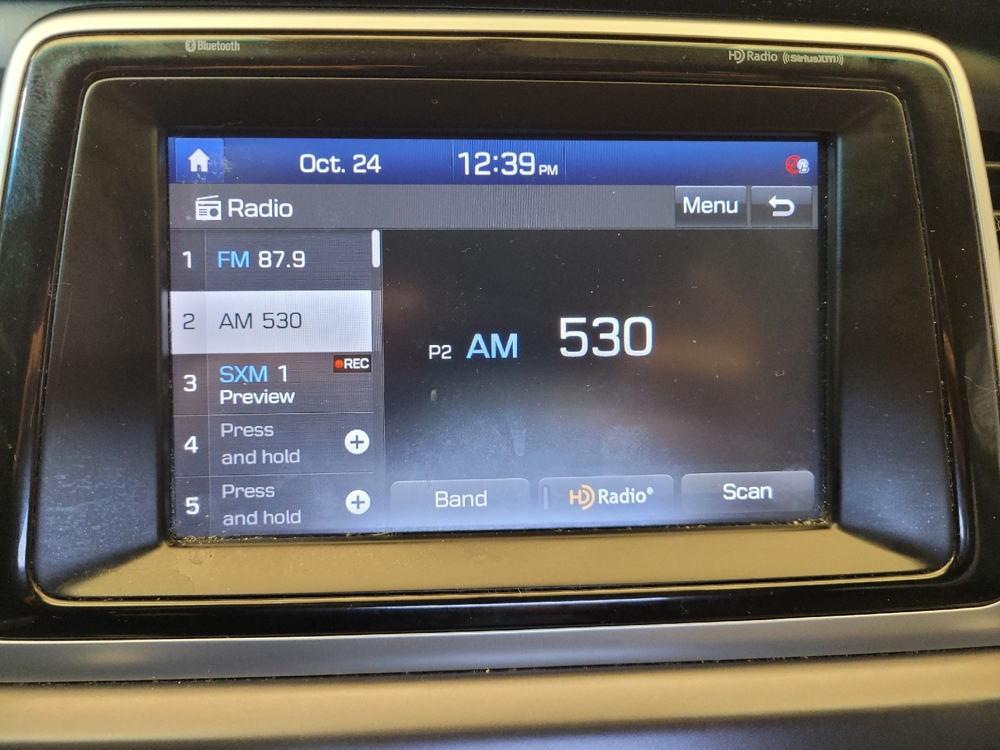 Bluetooth
HD Radio ((SiriusXM))
Oct. 24 12:39 PM
Radio
Menu
1 FM 87.9
2 AM 530
3 SXM 1
REC
Preview
4 Press
and hold
5 Press
and hold
P2 AM 530
Band
HD Radio®
Scan